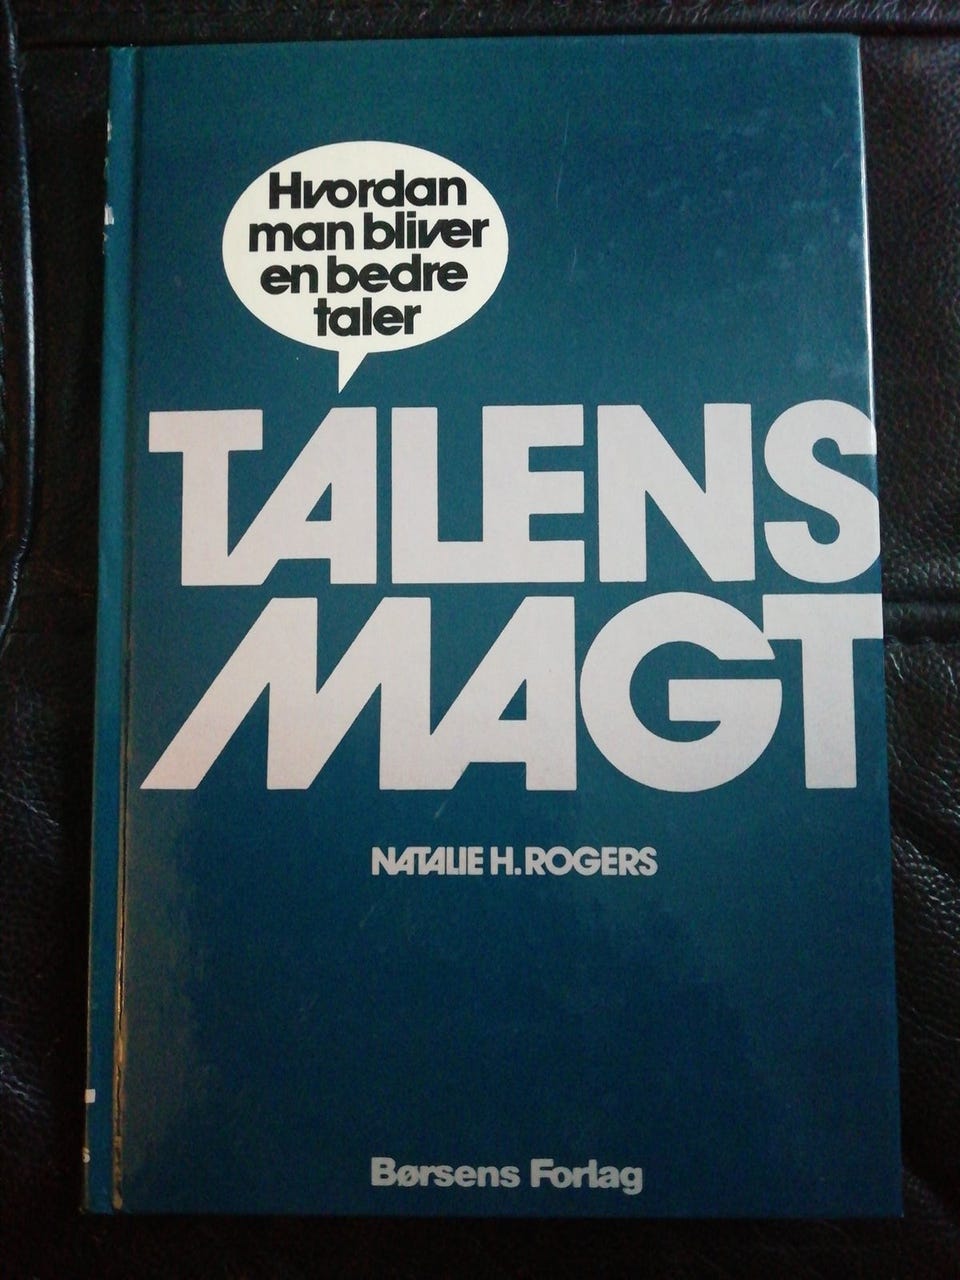 Hvordan
man bliver
en bedre
taler
TALENS
MAGT
NATALIE H. ROGERS
Børsens Forlag